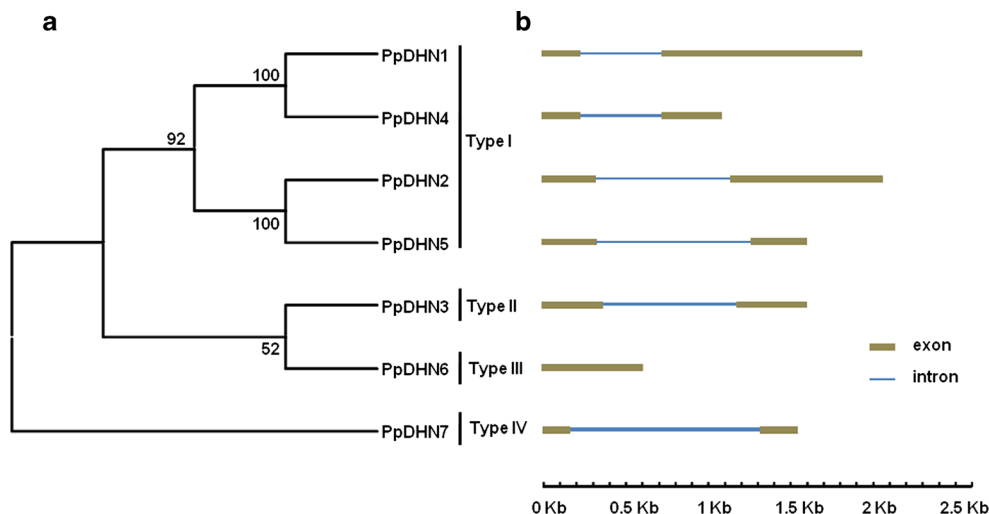 a
b
PpDHN1
100
PpDHN4
Type I
92
PpDHN2
100
PpDHN5
PpDHN3
Type II
52
PpDHN6
Type III
PpDHN7
Type IV
exon
intron
0 Kb 0.5 Kb 1 Kb 1.5 Kb 2 Kb 2.5 Kb